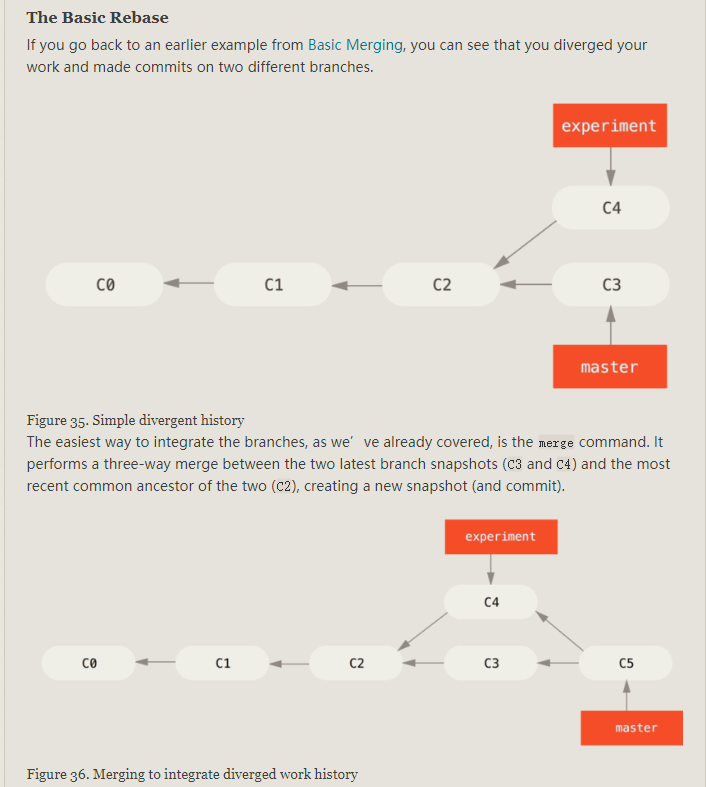 The Basic Rebase
If you go back to an earlier example from Basic Merging, you can see that you diverged your
work and made commits on two different branches.
experiment
C4
C0 C1 C2 C3
master
Figure 35. Simple divergent history
The easiest way to integrate the branches, as we’ ve already covered, is the merge command. It
performs a three-way merge between the two latest branch snapshots (C3 and C4) and the most
recent common ancestor of the two (C2), creating a new snapshot (and commit).
experiment
C4
C0 C1 C2 C3 C5
master
Figure 36. Merging to integrate diverged work history